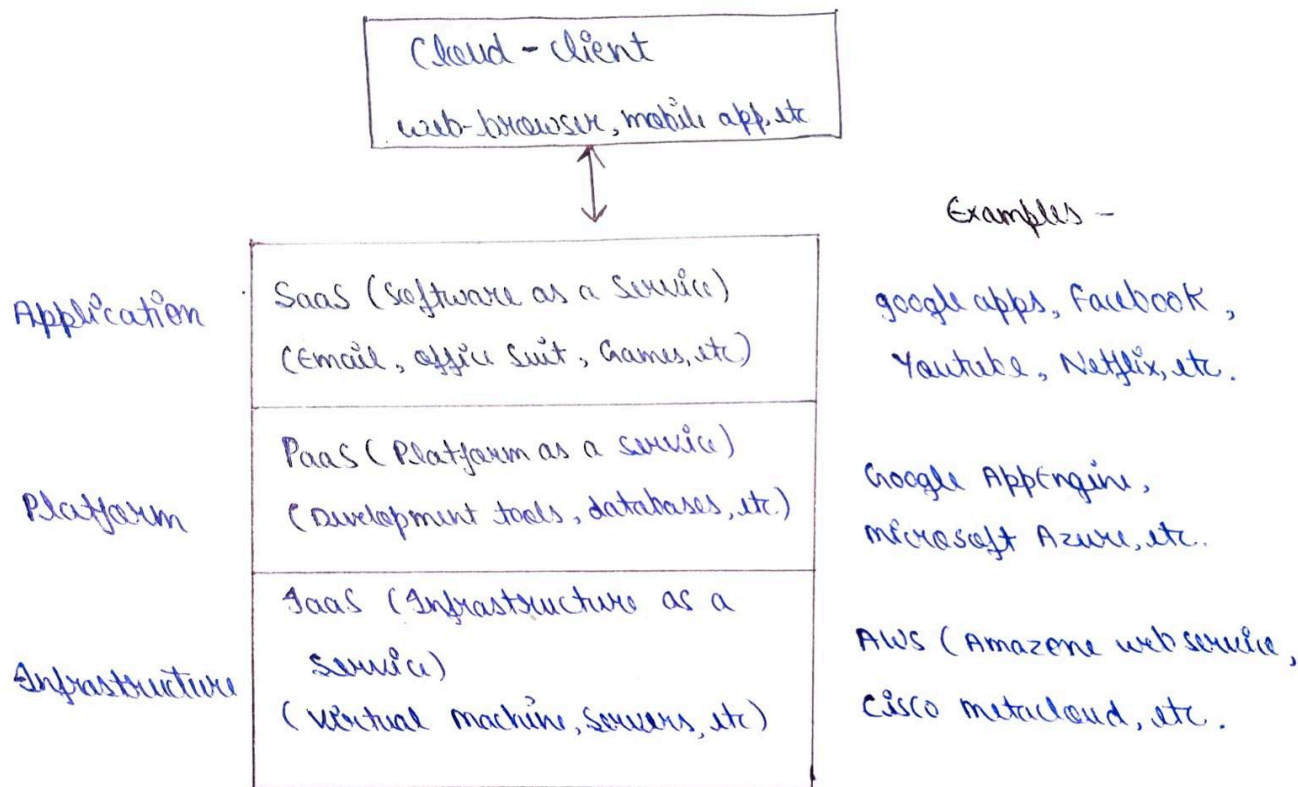 Cloud-client
web-browser, mobile app, etc
Examples -
Application
SaaS (Software as a Service)
(Email, office Suit, Games, etc)
google apps, Facebook,
Youtube, Netflix, etc.
Platform
PaaS (Platform as a service)
(Development tools, databases, etc.)
Google AppEngine,
microsoft Azure, etc.
Infrastructure
IaaS (Infrastructure as a
Service)
(Virtual machine, Servers, etc)
AWS (Amazone web service,
Cisco metacloud, etc.